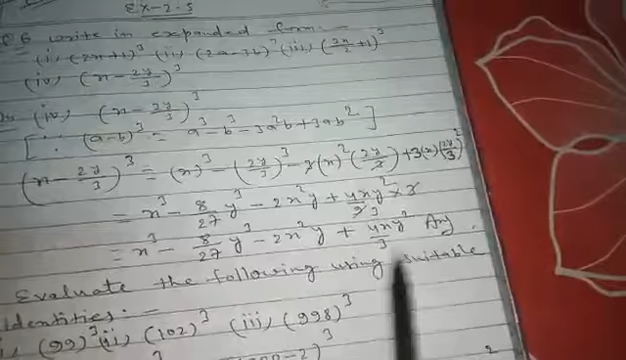 Ex-2.5
Q6 write in expanded form:-
(i) (2x+1)³ (ii) (2a-3b)³ (iii) (3x/2+1)³
(iv) (x-2y/3)³
(iv) (x-2y/3)³
[∵ (a-b)³ = a³-b³-3a²b+3ab²]
(x-2y/3)³ = (x)³-(2y/3)³-3(x)²(2y/3)+3(x)(2y/3)²
= x³-8/27 y³-2x²y+4xy²/93×3
= x³-8/27 y³-2x²y+4xy²/3 Ans.
Evaluate the following using suitable
identities:-
(99)³ (ii) (102)³ (iii) (998)³